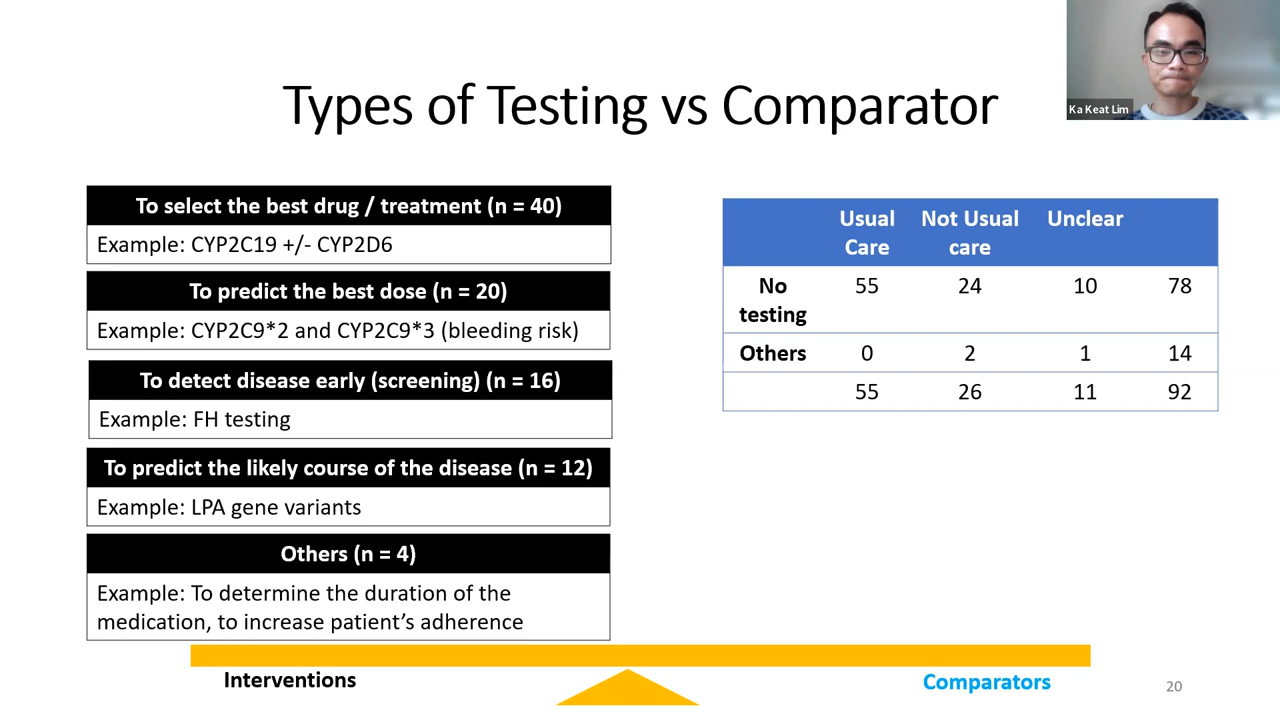 Ka Keat Lim
Types of Testing vs Comparator
To select the best drug / treatment (n = 40)
Example: CYP2C19 +/- CYP2D6
To predict the best dose (n = 20)
Example: CYP2C9*2 and CYP2C9*3 (bleeding risk)
To detect disease early (screening) (n = 16)
Example: FH testing
To predict the likely course of the disease (n = 12)
Example: LPA gene variants
Others (n = 4)
Example: To determine the duration of the
medication, to increase patient’s adherence
Usual Not Usual Unclear
Care care
No 55 24 10 78
testing
Others 0 2 1 14
55 26 11 92
Interventions
Comparators
20